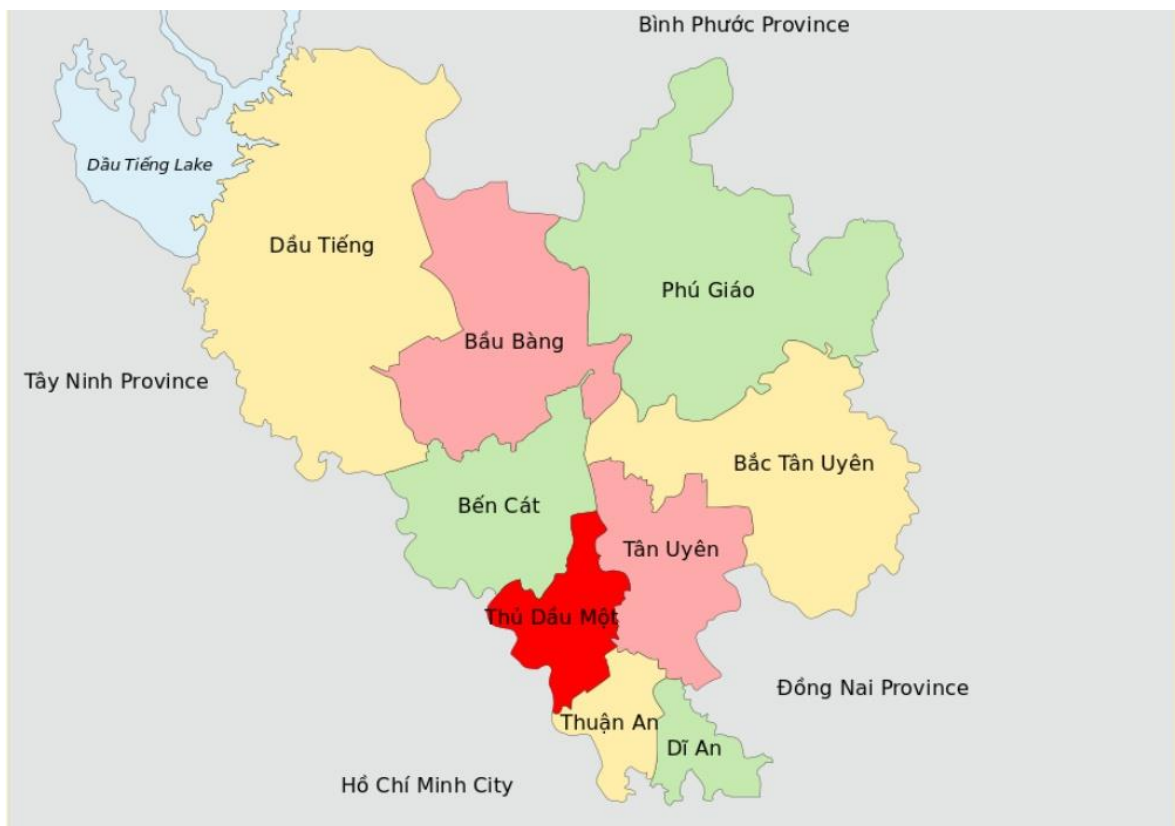 Bình Phước Province
Dầu Tiếng Lake
Dầu Tiếng
Phú Giáo
Bầu Bàng
Tây Ninh Province
Bắc Tân Uyên
Bến Cát
Tân Uyên
Thủ Dầu Một
Đồng Nai Province
Thuận An
Dĩ An
Hồ Chí Minh City